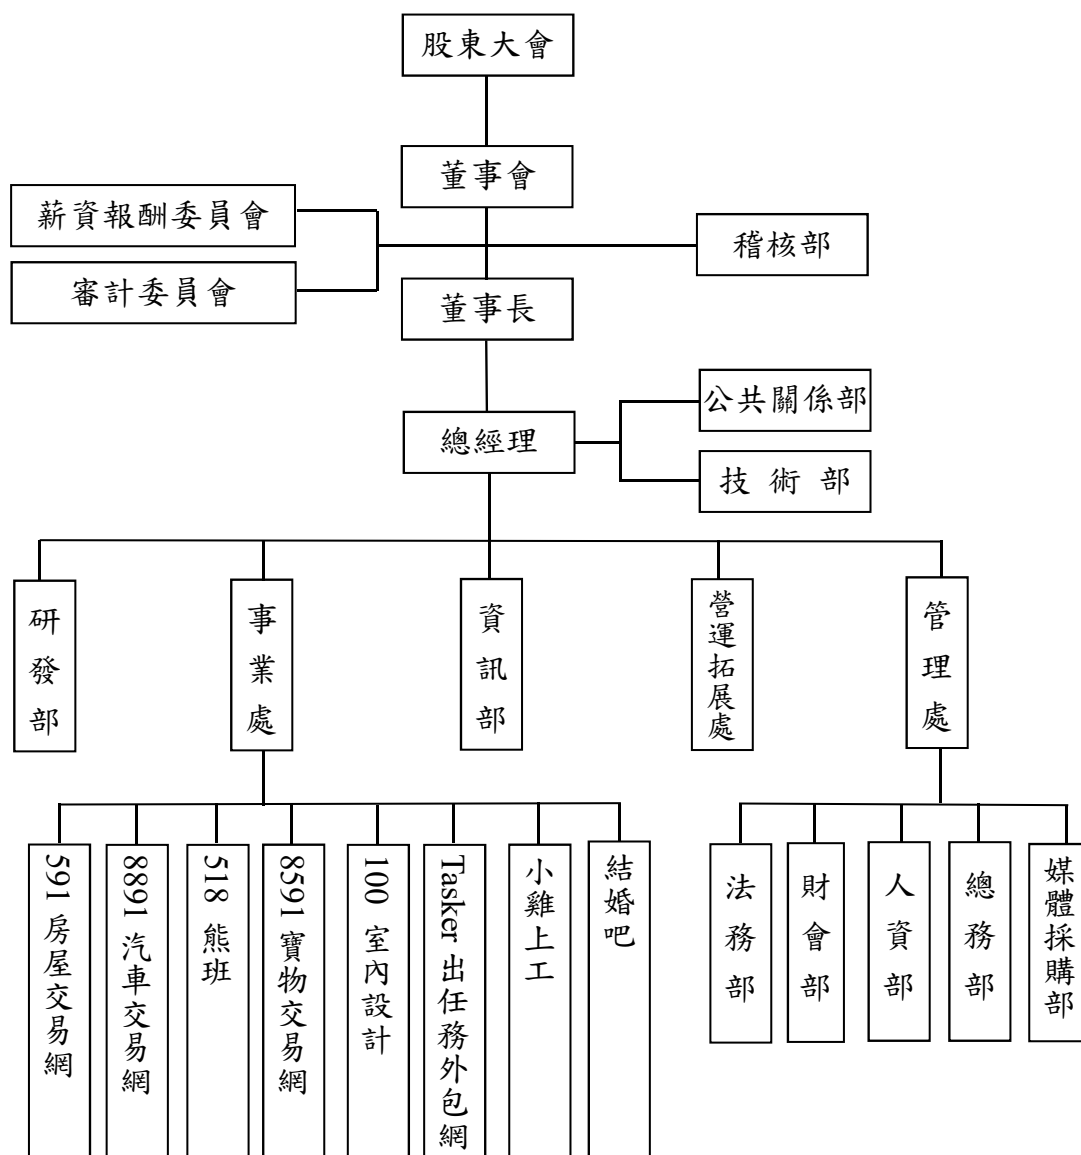 股東大會
董事會
薪資報酬委員會
稽核部
審計委員會
董事長
公共關係部
總經理
技術部
研發部
事業處
資訊部
營運拓展處
管理處
591 房屋交易網
8891 汽車交易網
518 熊班
8591 寶物交易網
100 室內設計
Tasker 出任務外包網
小雞上工
結婚吧
法務部
財會部
人資部
總務部
媒體採購部